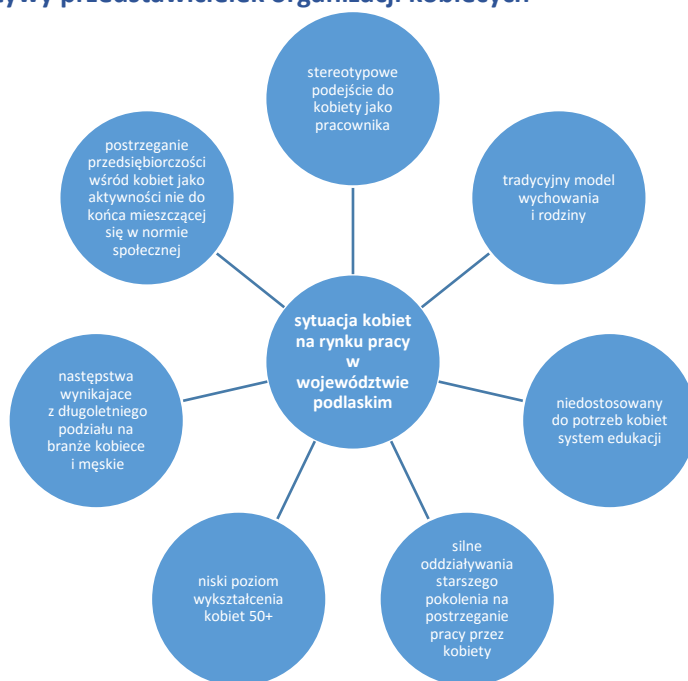 przedstawicielek organizacji kobiecych
stereotypowe
podejście do
kobiety jako
pracownika
tradycyjny model
wychowania
i rodziny
niedostosowany
do potrzeb kobiet
system edukacji
silne
oddziaływania
starszego
pokolenia na
postrzeganie
pracy przez
kobiety
niski poziom
wykształcenia
kobiet 50+
następstwa
wynikajace
z długoletniego
podziału na
branże kobiece
i męskie
postrzeganie
przedsiębiorczości
wśród kobiet jako
aktywności nie do
końca mieszczącej
się w normie
społecznej
sytuacja kobiet
na rynku pracy
w
województwie
podlaskim